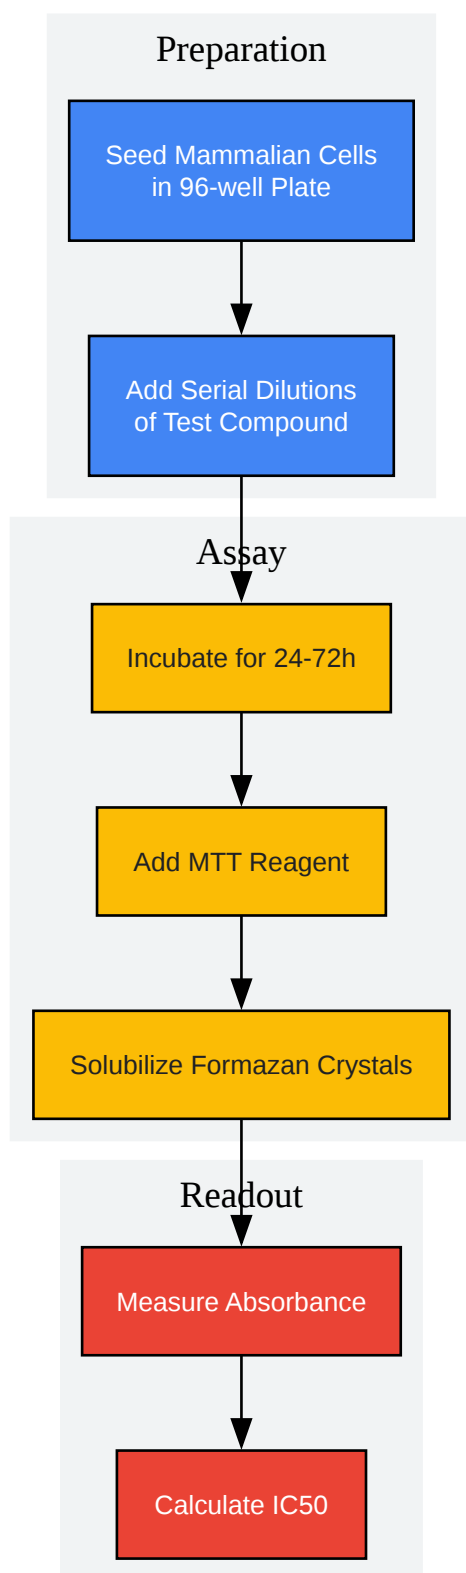 Preparation
Seed Mammalian Cells
in 96-well Plate
Add Serial Dilutions
of Test Compound
Assay
Incubate for 24-72h
Add MTT Reagent
Solubilize Formazan Crystals
Readout
Measure Absorbance
Calculate IC50